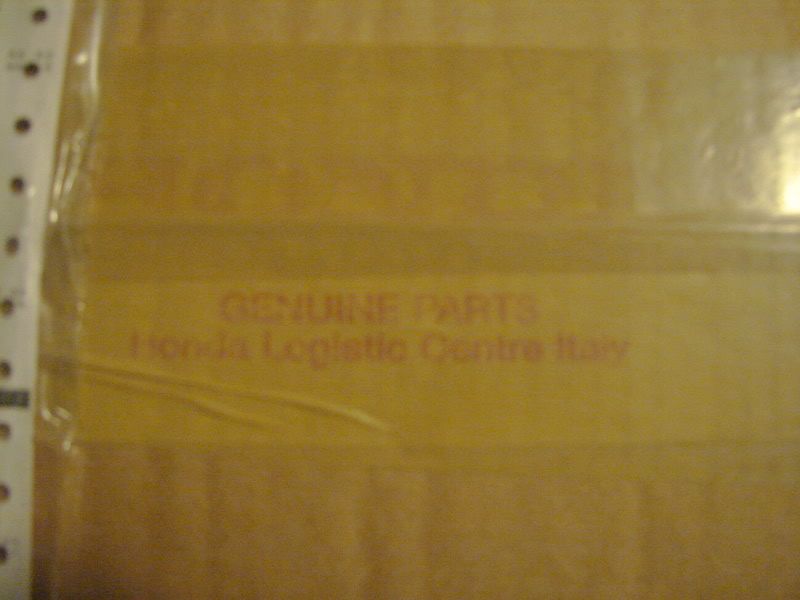 GENUINE PARTS
Honda Logistic Centre Italy